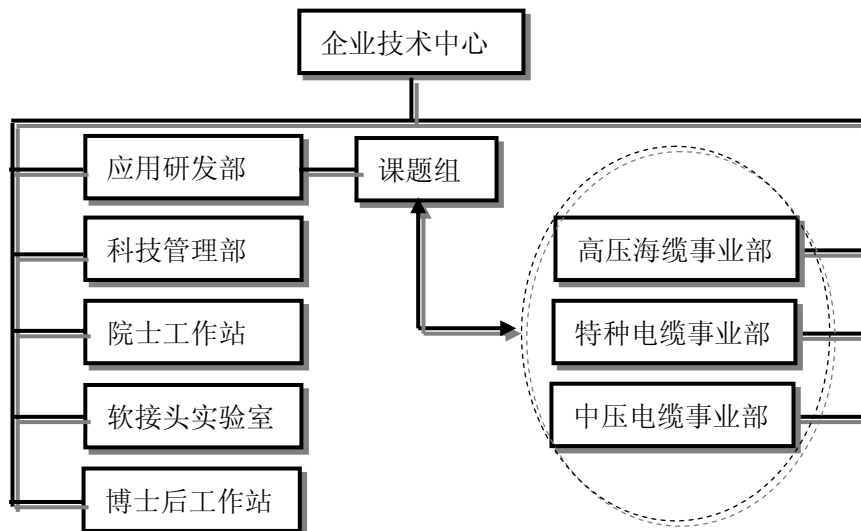 企业技术中心
应用研发部
课题组
科技管理部
高压海缆事业部
院士工作站
特种电缆事业部
软接头实验室
中压电缆事业部
博士后工作站